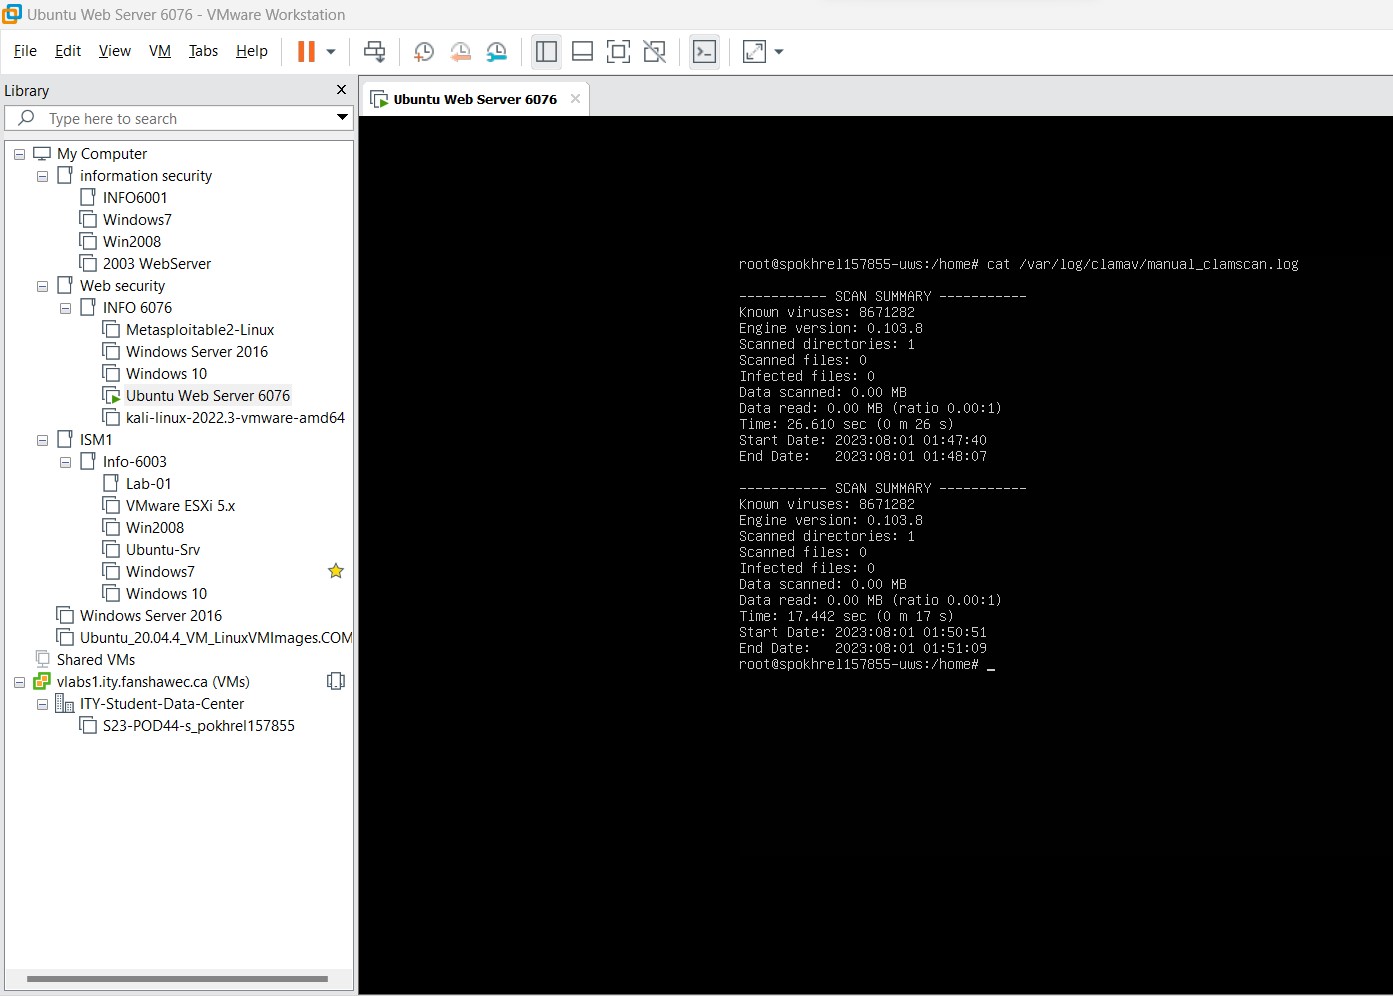 Ubuntu Web Server 6076 - VMware Workstation
File Edit View VM Tabs Help
Library
Type here to search
My Computer
information security
INFO6001
Windows7
Win2008
2003 WebServer
Web security
INFO 6076
Metasploitable2-Linux
Windows Server 2016
Windows 10
Ubuntu Web Server 6076
kali-linux-2022.3-vmware-amd64
ISM1
Info-6003
Lab-01
VMware ESXi 5.x
Win2008
Ubuntu-Srv
Windows7
Windows 10
Windows Server 2016
Ubuntu_20.04.4_VM_LinuxVMImages.COM
Shared VMs
vlabs1.ity.fanshawec.ca (VMs)
ITY-Student-Data-Center
S23-POD44-s_pokhrel157855
Ubuntu Web Server 6076
root@spokhrel157855-uws:/home# cat /var/log/clamav/manual_clamscan.log
----------- SCAN SUMMARY -----------
Known viruses: 8671282
Engine version: 0.103.8
Scanned directories: 1
Scanned files: 0
Infected files: 0
Data scanned: 0.00 MB
Data read: 0.00 MB (ratio 0.00:1)
Time: 26.610 sec (0 m 26 s)
Start Date: 2023:08:01 01:47:40
End Date:   2023:08:01 01:48:07
----------- SCAN SUMMARY -----------
Known viruses: 8671282
Engine version: 0.103.8
Scanned directories: 1
Scanned files: 0
Infected files: 0
Data scanned: 0.00 MB
Data read: 0.00 MB (ratio 0.00:1)
Time: 17.442 sec (0 m 17 s)
Start Date: 2023:08:01 01:50:51
End Date:   2023:08:01 01:51:09
root@spokhrel157855-uws:/home# _